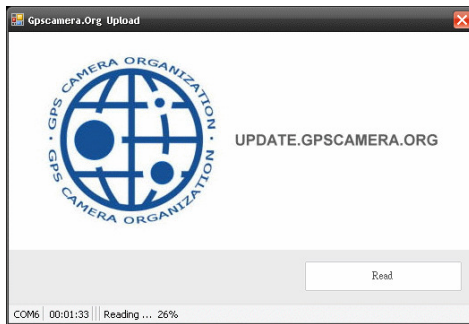 Gpscamera.Org Upload
GPS CAMERA ORGANIZATION · GPS CAMERA ORGANIZATION ·
UPDATE.GPSCAMERA.ORG
Read
COM6 00:01:33 Reading ... 26%